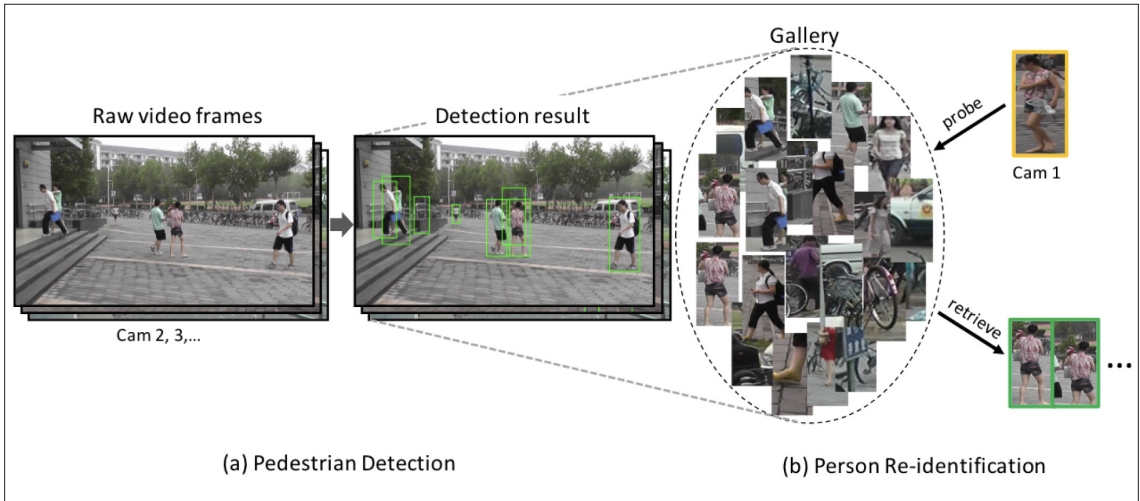 Gallery
Raw video frames
Detection result
probe
Cam 1
Cam 2, 3,...
retrieve
...
(a) Pedestrian Detection
(b) Person Re-identification